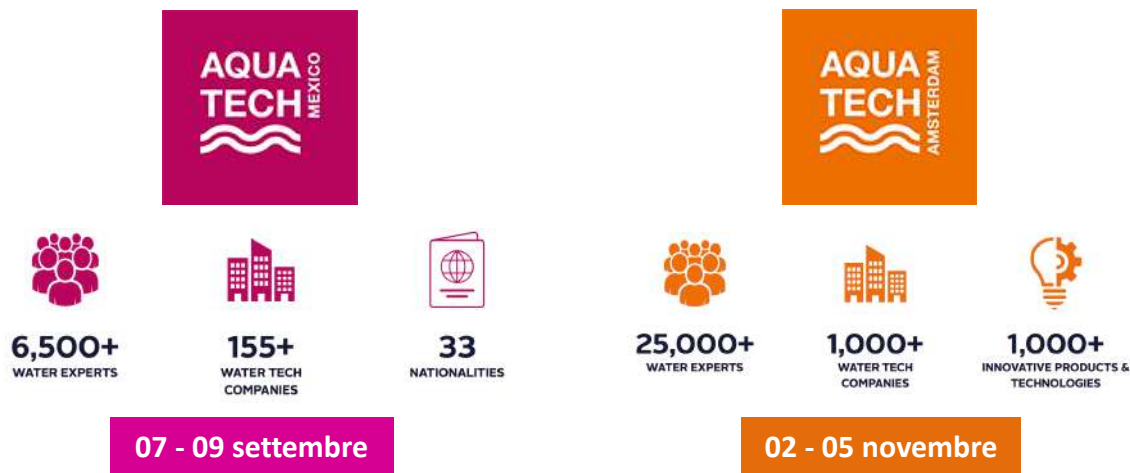 AQUA
TECH
MEXICO
6,500+
WATER EXPERTS
155+
WATER TECH
COMPANIES
33
NATIONALITIES
07 - 09 settembre
AQUA
TECH
AMSTERDAM
25,000+
WATER EXPERTS
1,000+
WATER TECH
COMPANIES
1,000+
INNOVATIVE PRODUCTS &
TECHNOLOGIES
02 - 05 novembre